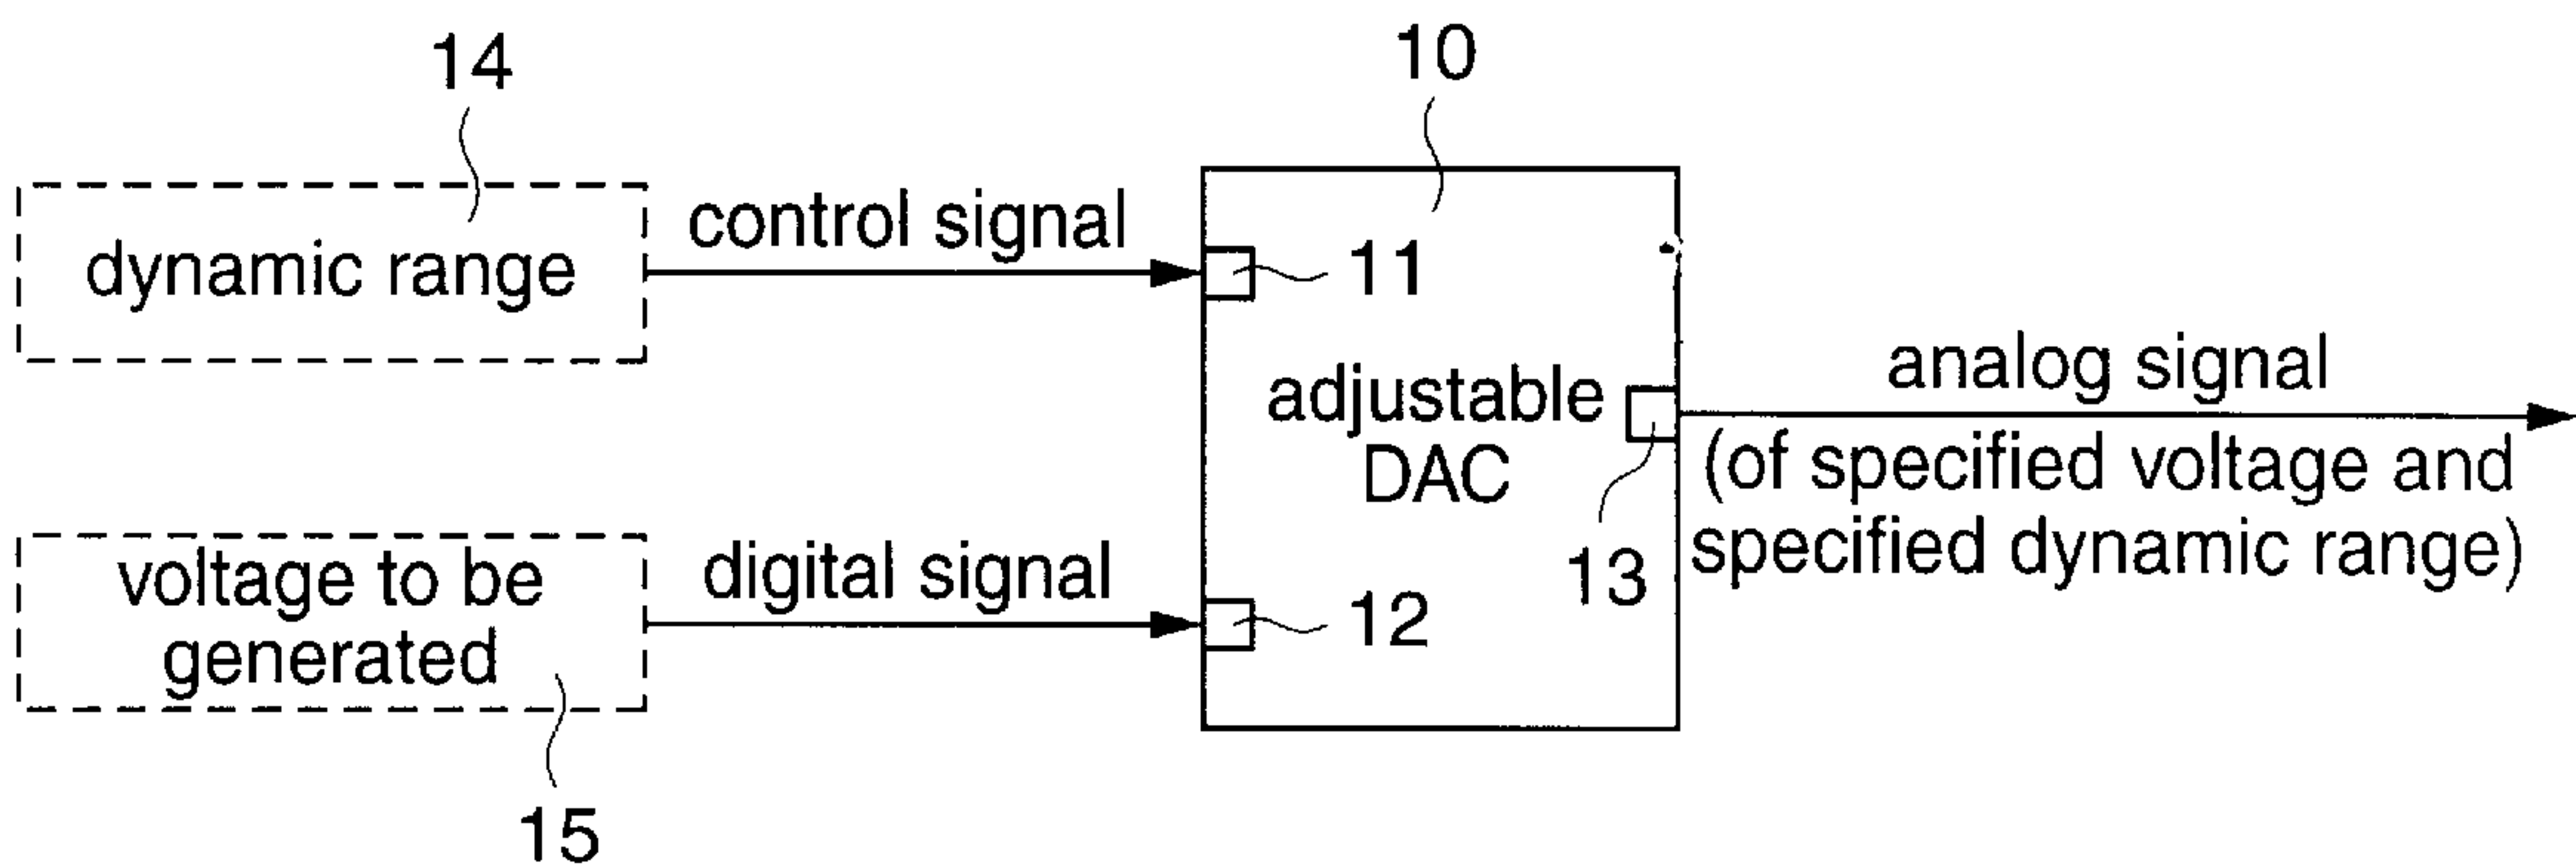 14
10
dynamic range
control signal
11
adjustable
DAC
analog signal
(of specified voltage and
specified dynamic range)
13
voltage to be
generated
digital signal
12
15